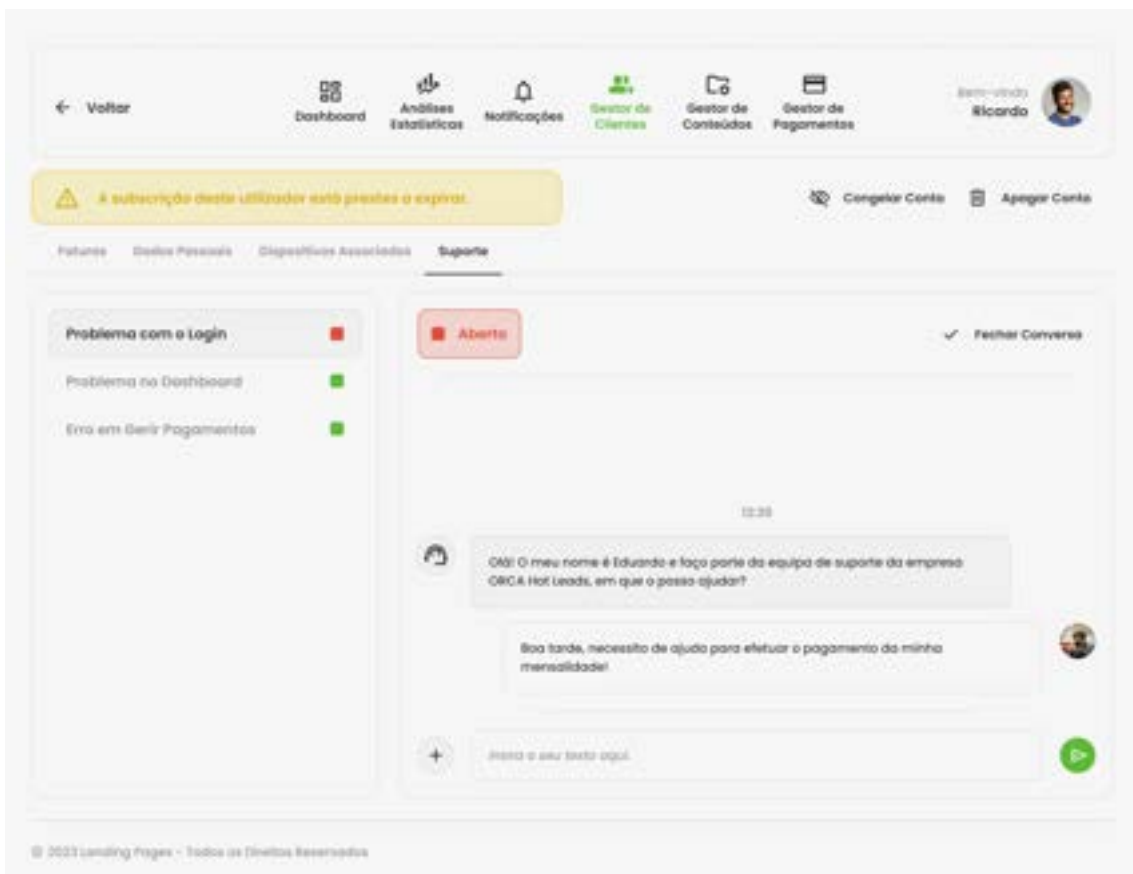 Voltar
Dashboard
Análises
Estatísticas
Notificações
Gestor de
Clientes
Gestor de
Conteúdos
Gestor de
Pagamentos
Bem-vindo
Ricardo
A subscrição deste utilizador está prestes a expirar.
Congelar Conta
Apagar Conta
Faturas
Dados Pessoais
Dispositivos Associados
Suporte
Problema com o Login
Problema no Dashboard
Erro em Gerir Pagamentos
Aberto
Fechar Conversa
Olá! O meu nome é Eduardo e faço parte da equipa de suporte da empresa
ORCA Hot Leads, em que o posso ajudar?
Boa tarde, necessito de ajuda para efetuar o pagamento da minha
mensalidade!
Insira o seu texto aqui.
© 2023 Landing Pages - Todos os Direitos Reservados